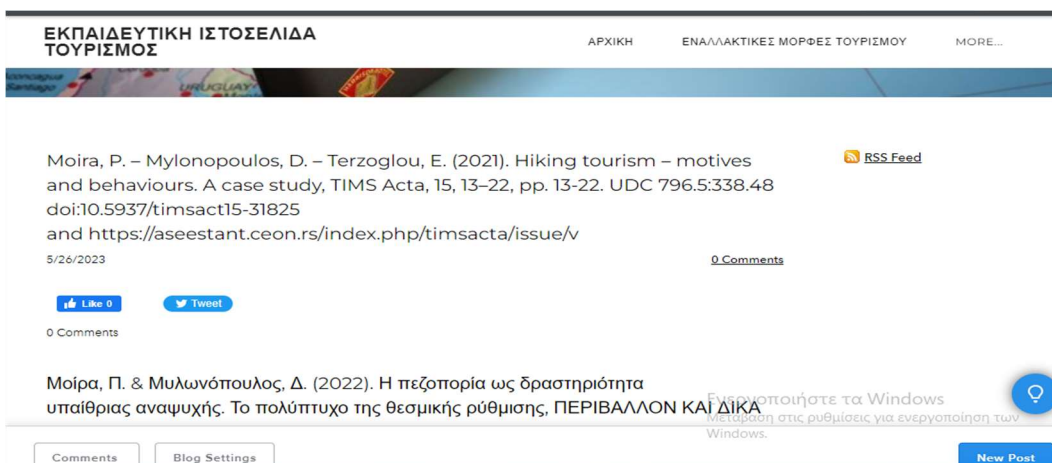 ΕΚΠΑΙΔΕΥΤΙΚΗ ΙΣΤΟΣΕΛΙΔΑ
ΤΟΥΡΙΣΜΟΣ
ΑΡΧΙΚΗ
ΕΝΑΛΛΑΚΤΙΚΕΣ ΜΟΡΦΕΣ ΤΟΥΡΙΣΜΟΥ
MORE...
Santiago
URUGUAY
Moira, P. – Mylonopoulos, D. – Terzoglou, E. (2021). Hiking tourism – motives
and behaviours. A case study, TIMS Acta, 15, 13–22, pp. 13-22. UDC 796.5:338.48
doi:10.5937/timsact15-31825
and https://aseestant.ceon.rs/index.php/timsacta/issue/v
RSS Feed
5/26/2023
0 Comments
Like 0
Tweet
0 Comments
Μοίρα, Π. & Μυλωνόπουλος, Δ. (2022). Η πεζοπορία ως δραστηριότητα
υπαίθριας αναψυχής. Το πολύπτυχο της θεσμικής ρύθμισης, ΠΕΡΙΒΑΛΛΟΝ ΚΑΙ ΔΙΚΑ
Ενεργοποιήστε τα Windows
Μετάβαση στις ρυθμίσεις για ενεργοποίηση των
Windows.
Comments
Blog Settings
New Post